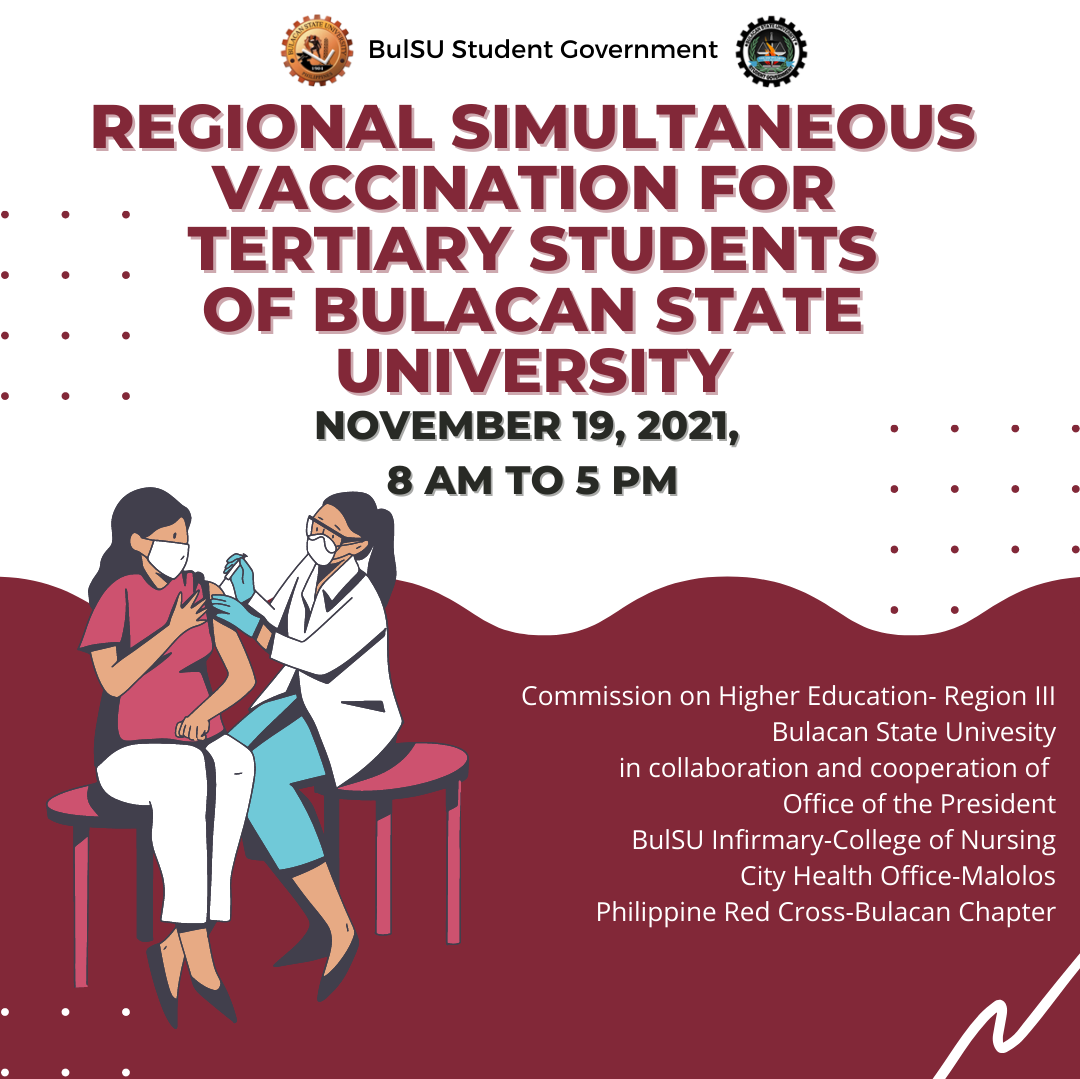 BulSU Student Government
REGIONAL SIMULTANEOUS
VACCINATION FOR
TERTIARY STUDENTS
OF BULACAN STATE
UNIVERSITY
NOVEMBER 19, 2021,
8 AM TO 5 PM
Commission on Higher Education- Region III
Bulacan State Univesity
in collaboration and cooperation of
Office of the President
BulSU Infirmary-College of Nursing
City Health Office-Malolos
Philippine Red Cross-Bulacan Chapter